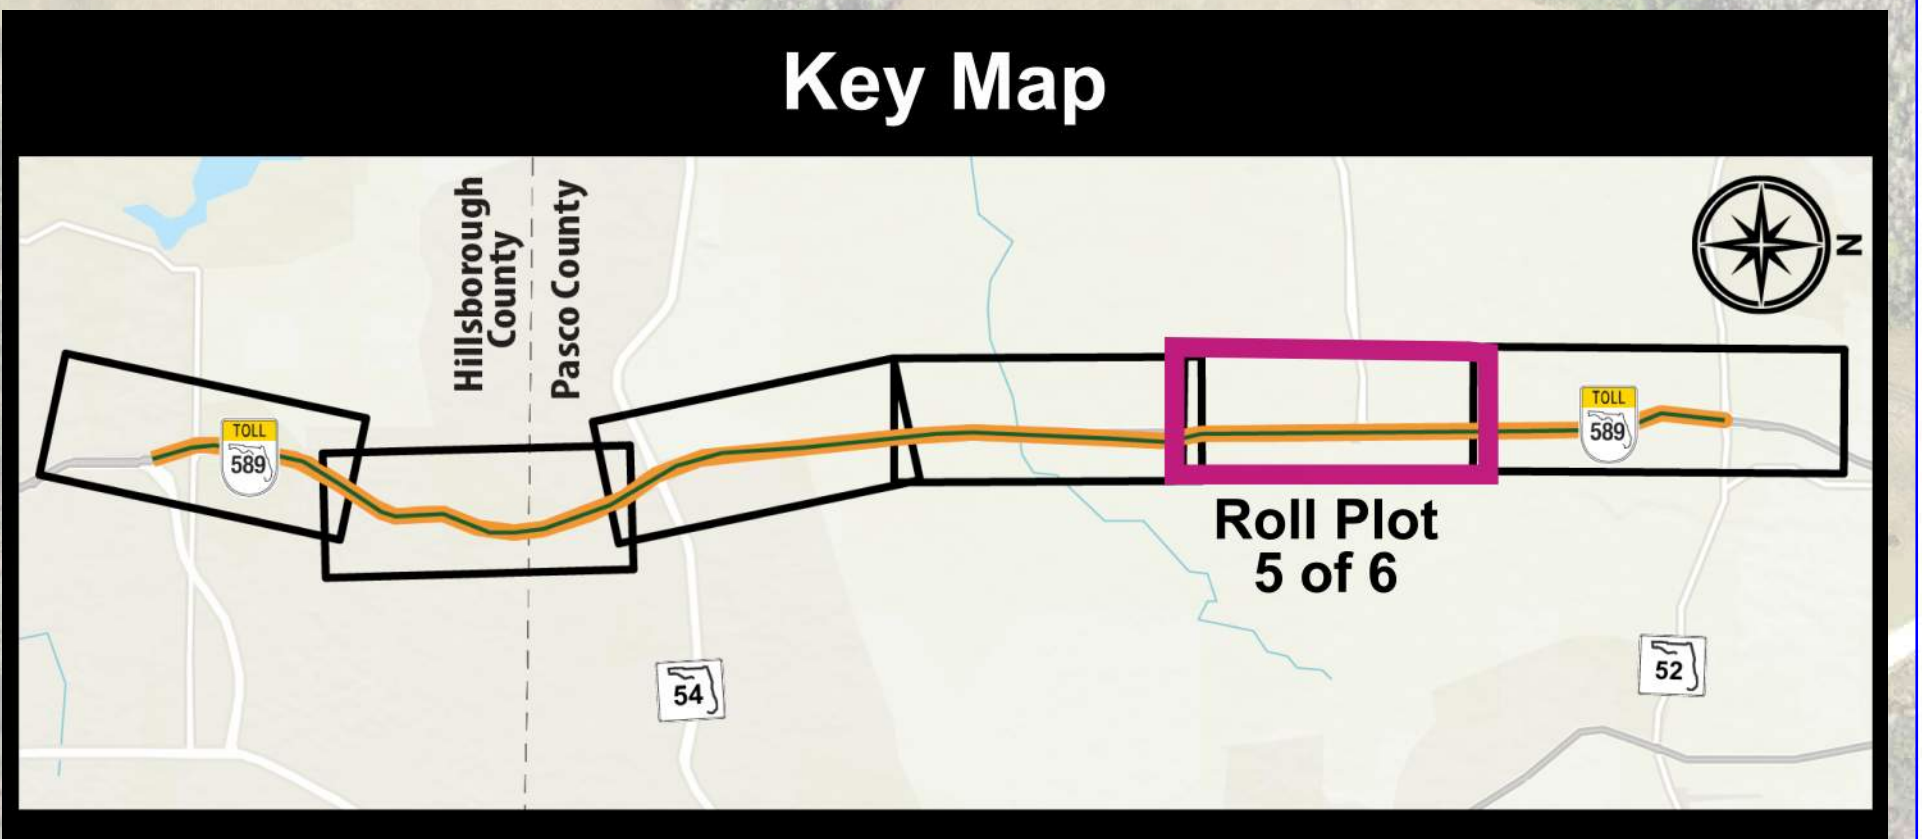 Key Map
Hillsborough
County
Pasco County
N
TOLL
589
TOLL
589
Roll Plot
5 of 6
54
52